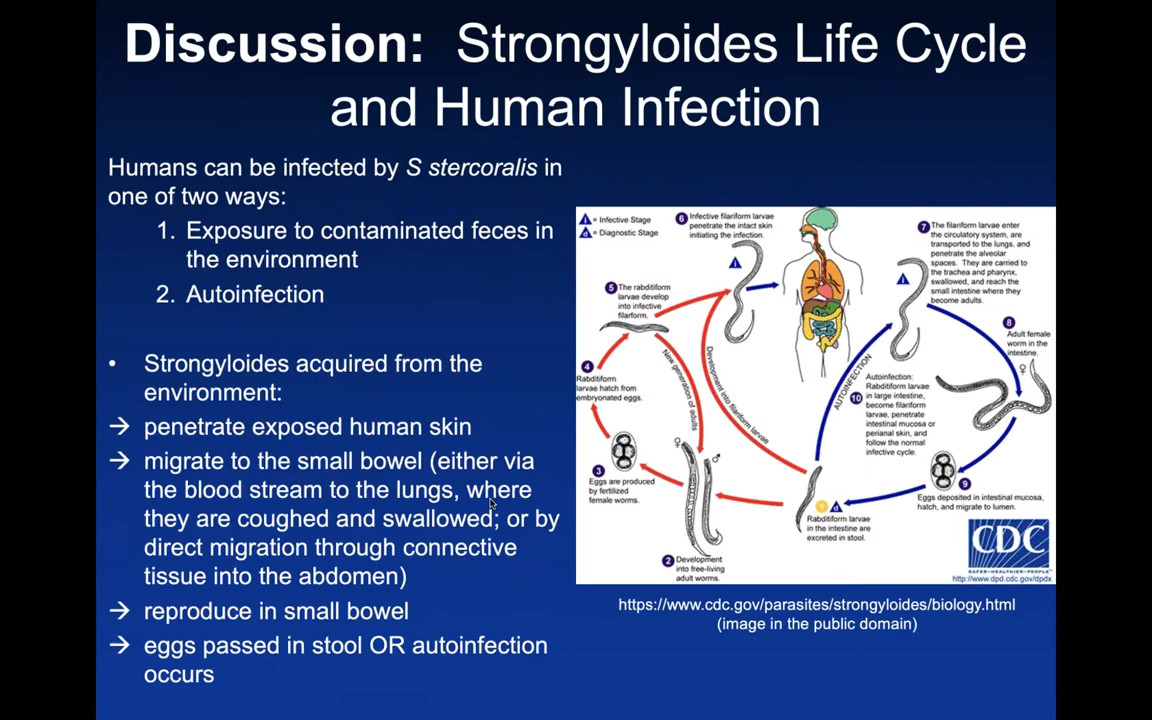 Discussion: Strongyloides Life Cycle
and Human Infection
Humans can be infected by S stercoralis in
one of two ways:
1. Exposure to contaminated feces in
the environment
2. Autoinfection
• Strongyloides acquired from the
environment:
→ penetrate exposed human skin
→ migrate to the small bowel (either via
the blood stream to the lungs, where
they are coughed and swallowed; or by
direct migration through connective
tissue into the abdomen)
→ reproduce in small bowel
→ eggs passed in stool OR autoinfection
occurs
i = Infective Stage
d = Diagnostic Stage
6 Infective filariform larvae
penetrate the intact skin
initiating the infection.
i
7 The filariform larvae enter
the circulatory system, are
transported to the lungs, and
penetrate the alveolar
spaces. They are carried to
the trachea and pharynx,
swallowed, and reach the
small intestine where they
become adults.
i
5 The rabditiform
larvae develop
into infective
filariform.
8
Adult female
worm in the
intestine.
♀
4
Rabditiform
larvae hatch from
embryonated eggs.
New generation of adults
Development into filariform larvae
AUTOINFECTION
10
Autoinfection:
Rabditiform larvae
in large intestine,
become filariform
larvae, penetrate
intestinal mucosa or
perianal skin, and
follow the normal
infective cycle.
♀
♂
3
Eggs are produced
by fertilized
female worms.
9
Eggs deposited in intestinal mucosa,
hatch, and migrate to lumen.
1 d
Rabditiform larvae
in the intestine are
excreted in stool.
2 Development
into free-living
adult worms.
CDC
SAFER • HEALTHIER • PEOPLE™
http://www.dpd.cdc.gov/dpdx
https://www.cdc.gov/parasites/strongyloides/biology.html
(image in the public domain)